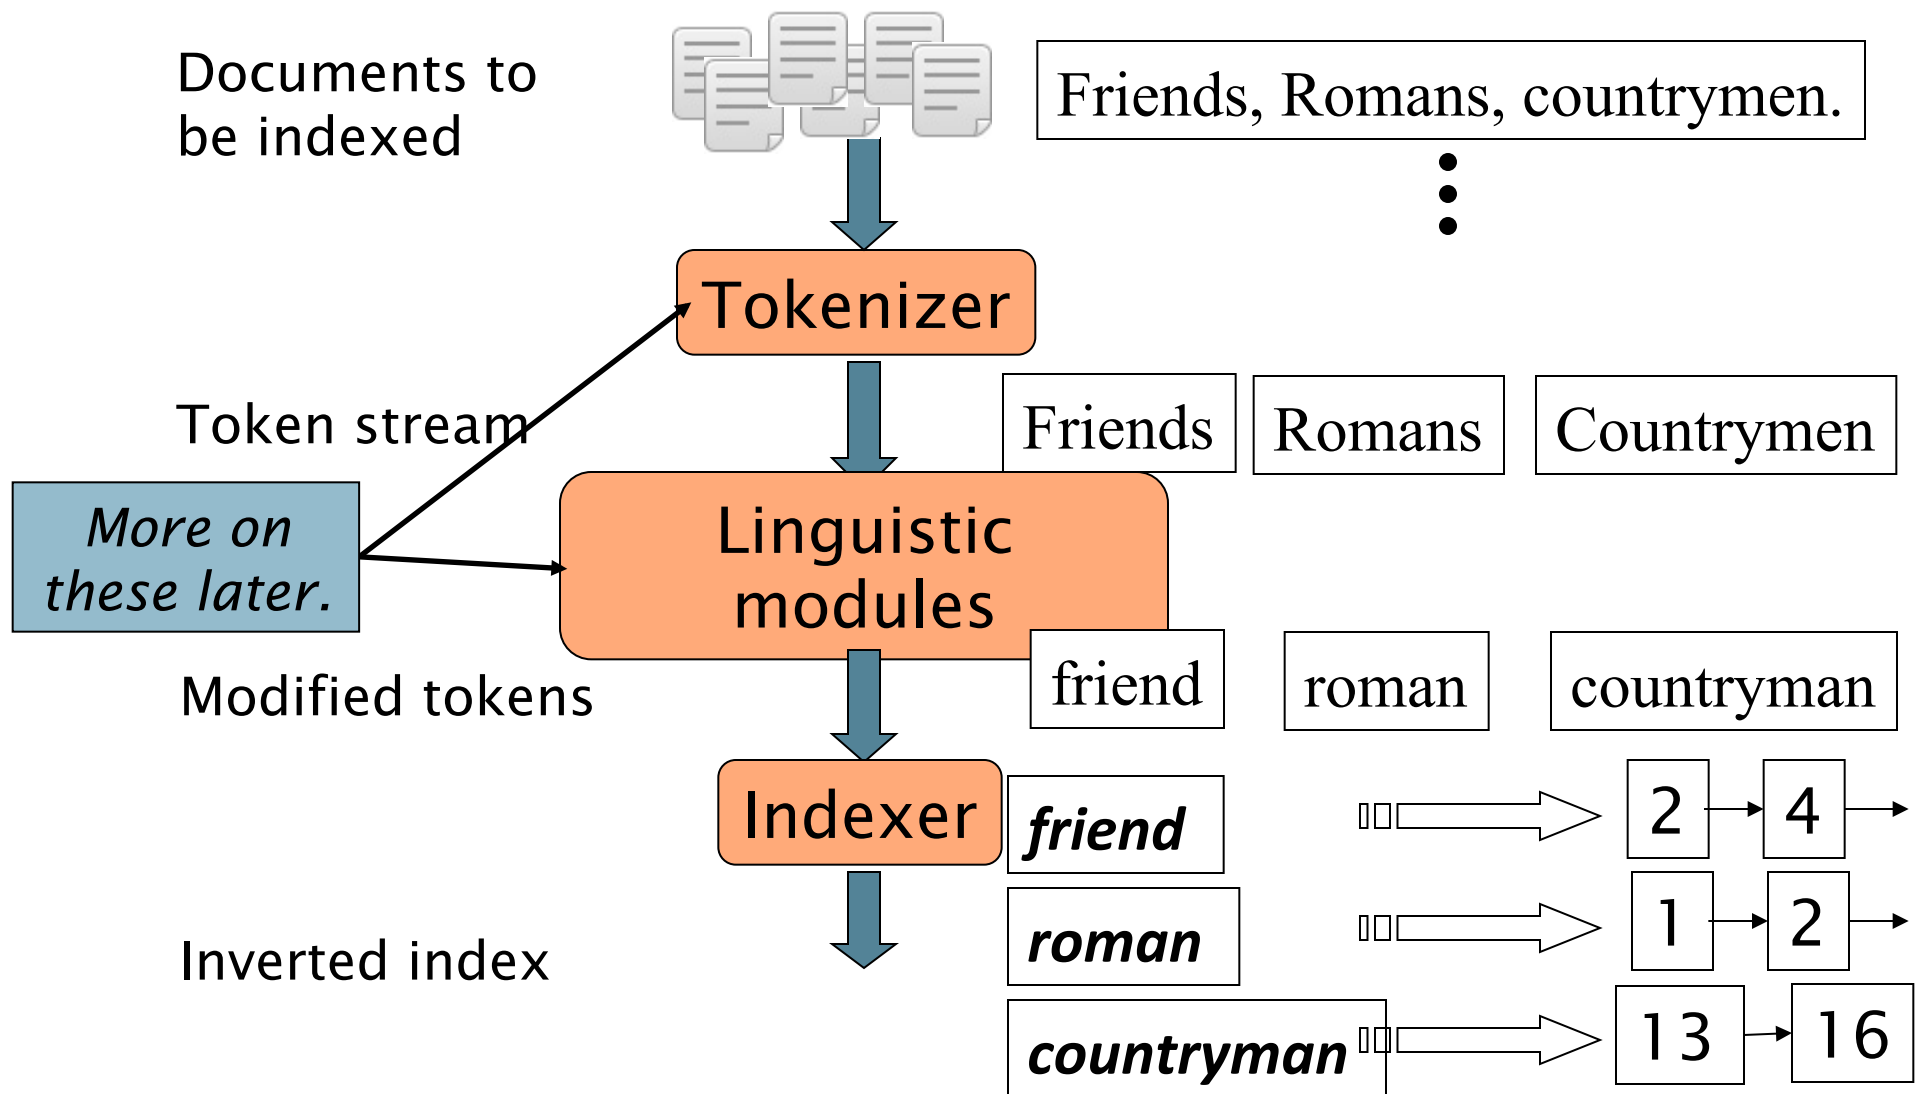 Documents to
be indexed
Friends, Romans, countrymen.
Tokenizer
Token stream
Friends
Romans
Countrymen
More on
these later.
Linguistic
modules
Modified tokens
friend
roman
countryman
Indexer
friend
2
4
roman
1
2
Inverted index
countryman
13
16